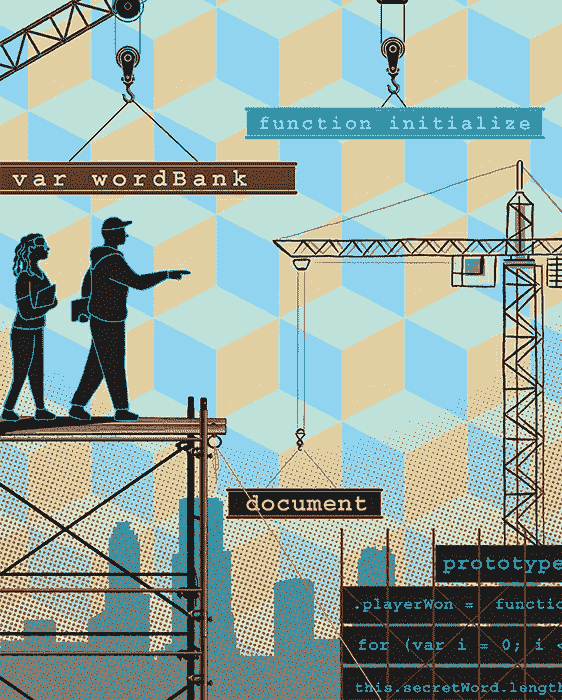 function initialize
var wordBank
document
prototype
.playerWon = functio
for (var i = 0; i <
this.secretWord.length